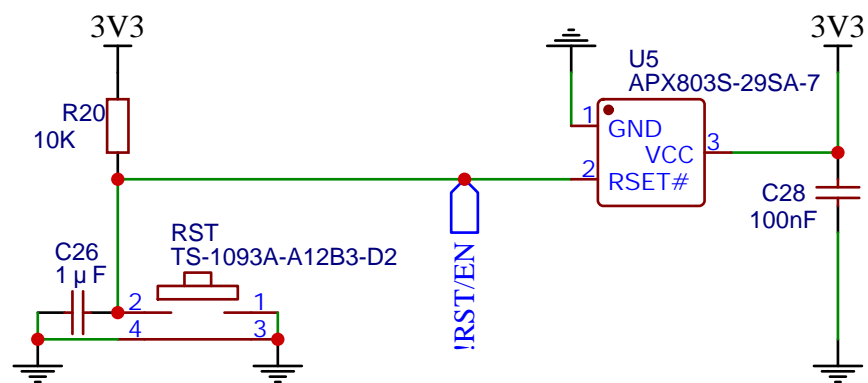 3V3
3V3
U5
APX803S-29SA-7
R20
10K
1
GND
VCC
3
2
RSET#
C28
100nF
RST
TS-1093A-A12B3-D2
C26
1µF
!RST/EN
2
1
4
3